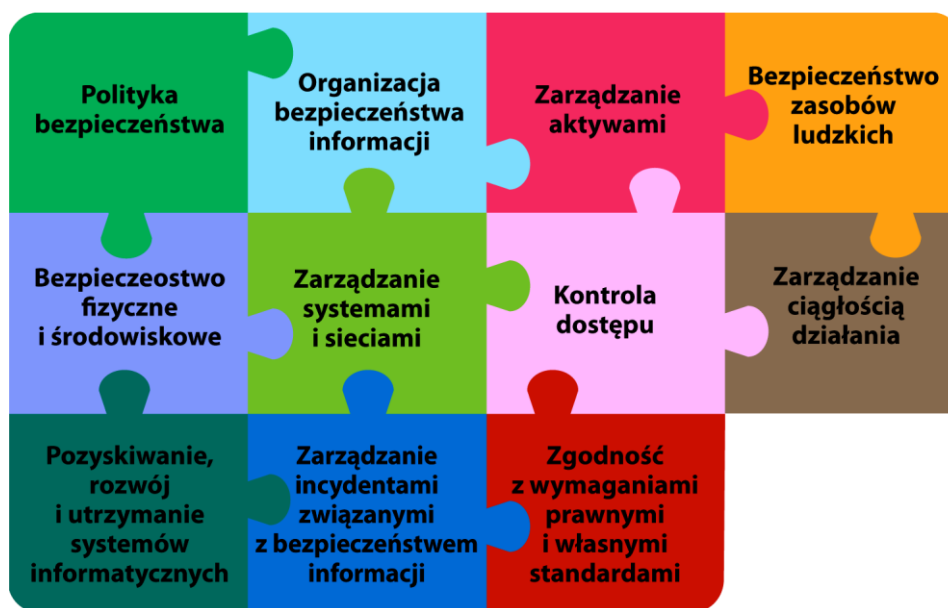 Polityka
bezpieczeństwa
Organizacja
bezpieczeństwa
informacji
Zarządzanie
aktywami
Bezpieczeństwo
zasobów
ludzkich
Bezpieczeostwo
fizyczne
i środowiskowe
Zarządzanie
systemami
i sieciami
Kontrola
dostępu
Zarządzanie
ciągłością
działania
Pozyskiwanie,
rozwój
i utrzymanie
systemów
informatycznych
Zarządzanie
incydentami
związanymi
z bezpieczeństwem
informacji
Zgodność
z wymaganiami
prawnymi
i własnymi
standardami